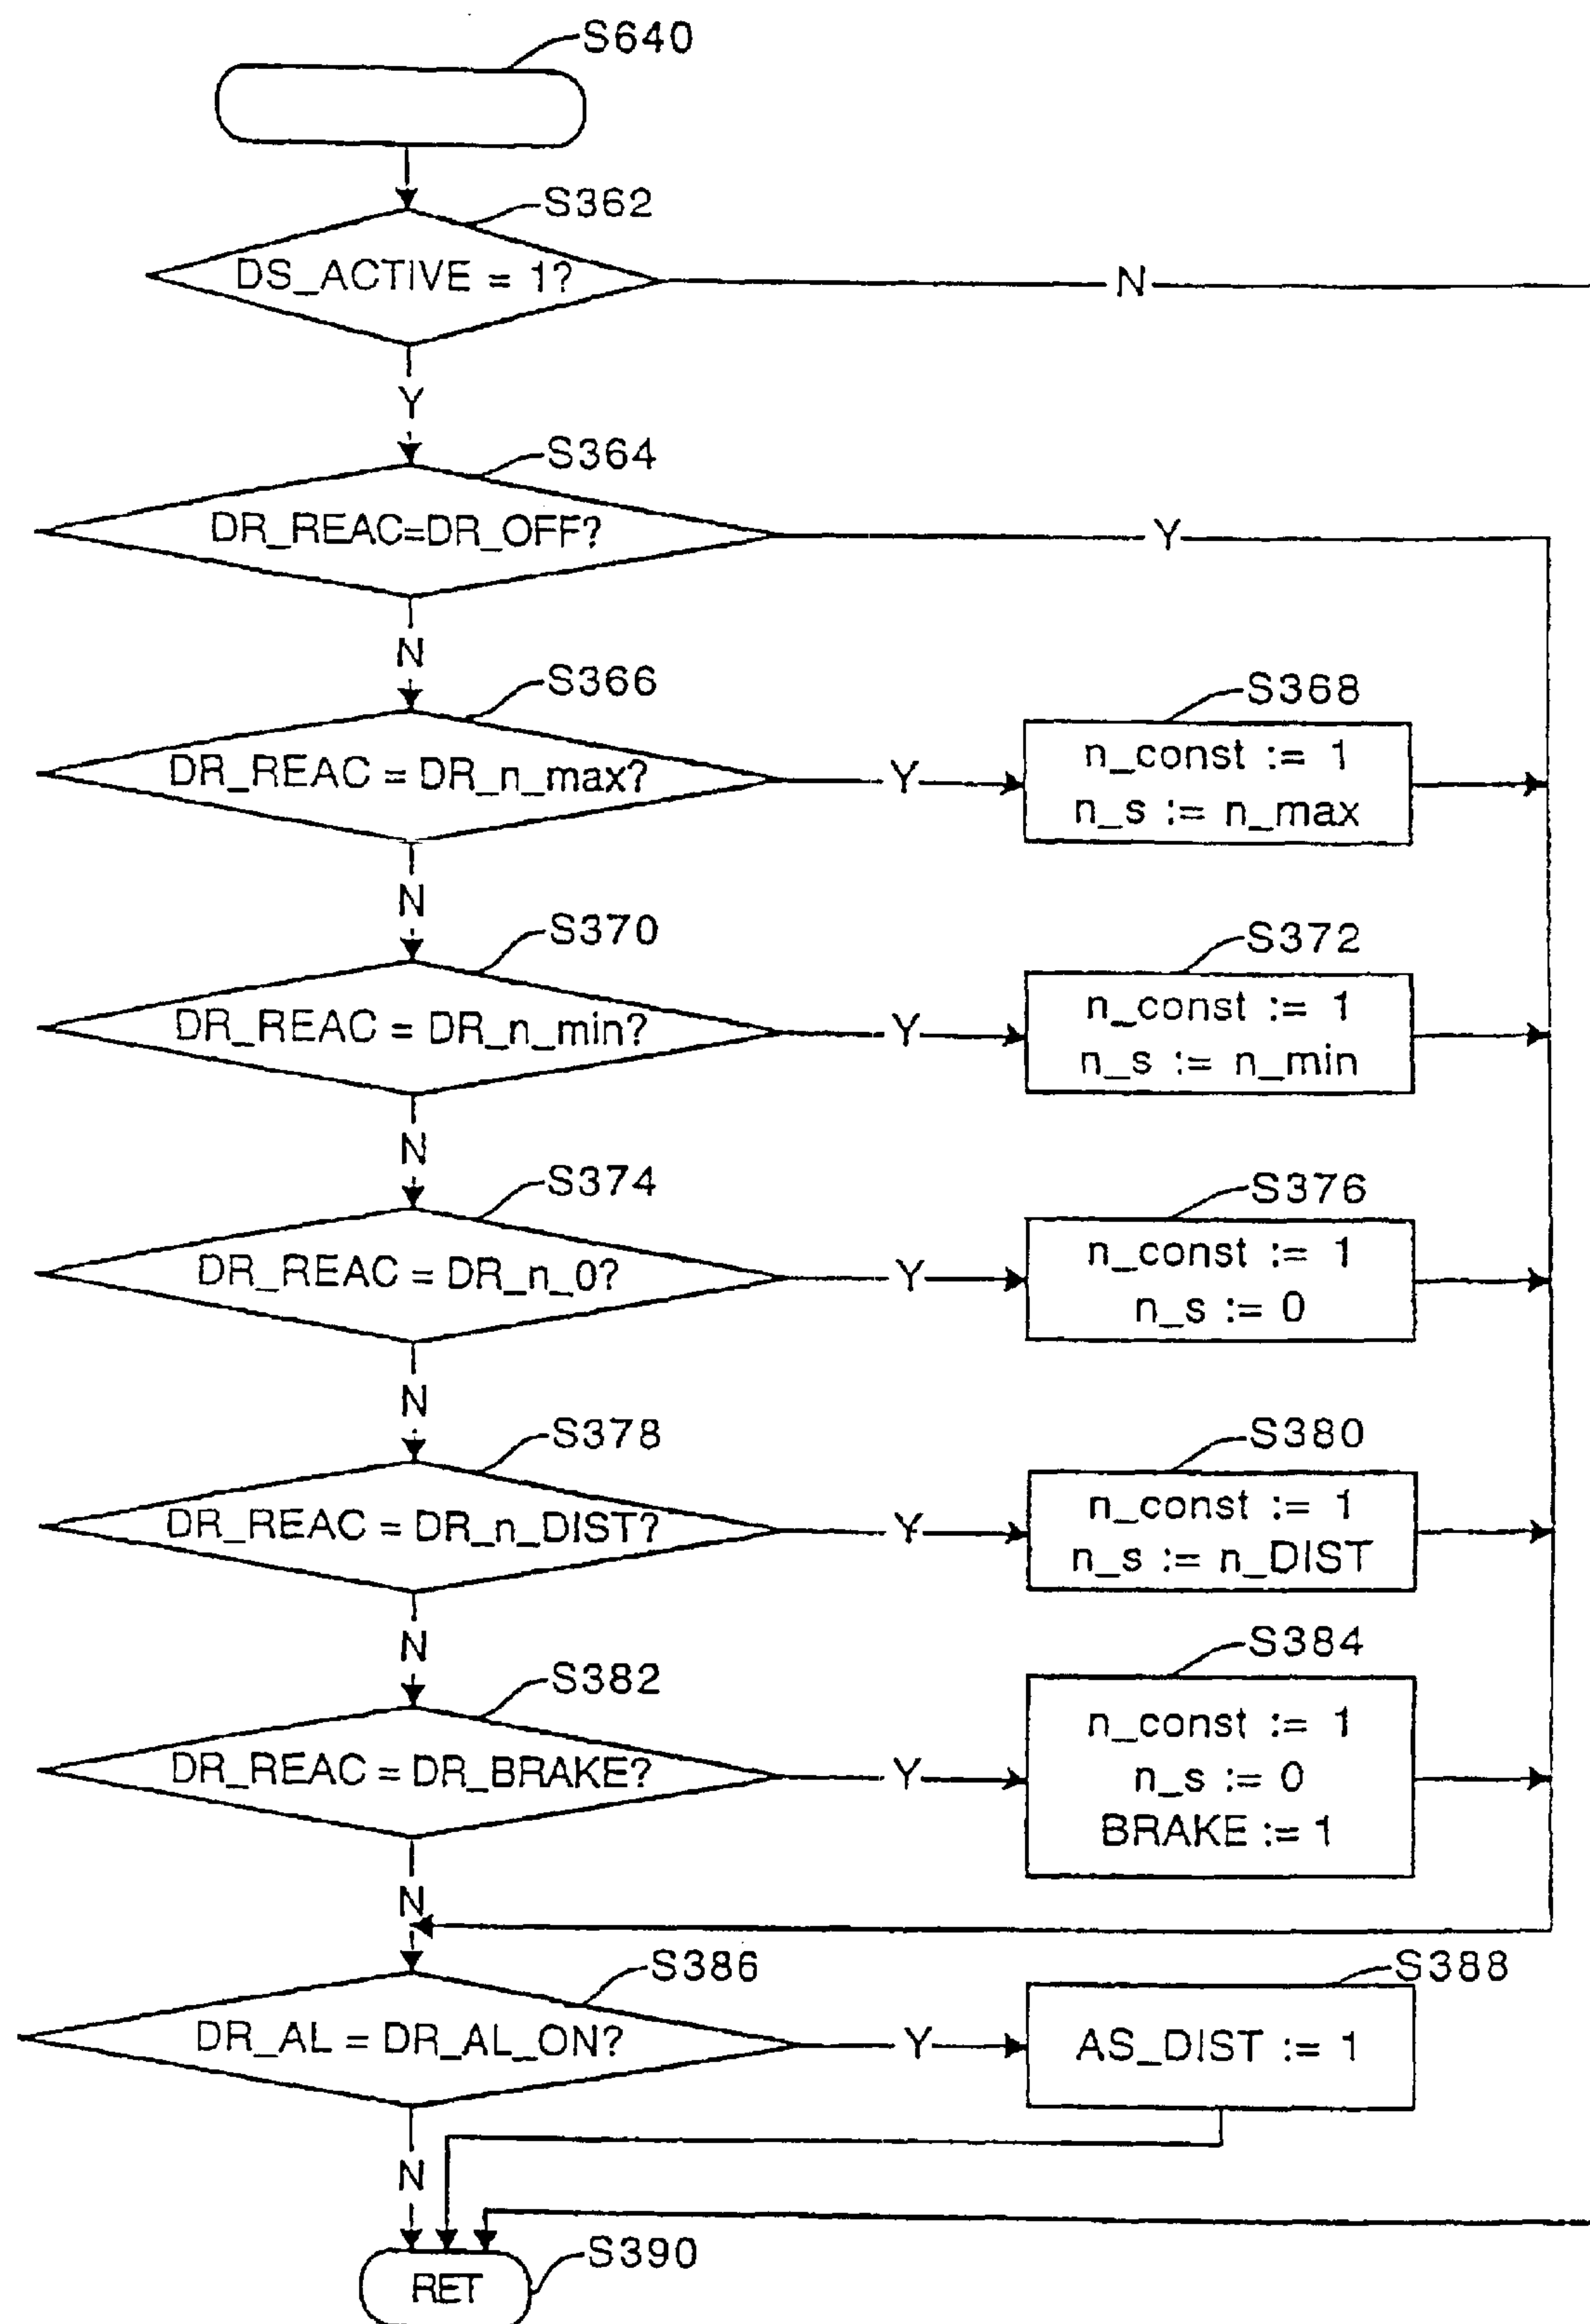 S640
S362
DS_ACTIVE = 1?
N
Y
S364
DR_REAC=DR_OFF?
Y
N
S366
DR_REAC = DR_n_max?
Y
S368
n_const := 1
n_s := n_max
N
S370
DR_REAC = DR_n_min?
Y
S372
n_const := 1
n_s := n_min
N
S374
DR_REAC = DR_n_0?
Y
S376
n_const := 1
n_s := 0
N
S378
DR_REAC = DR_n_DIST?
Y
S380
n_const := 1
n_s := n_DIST
N
S382
DR_REAC = DR_BRAKE?
Y
S384
n_const := 1
n_s := 0
BRAKE := 1
N
S386
DR_AL = DR_AL_ON?
Y
S388
AS_DIST := 1
N
S390
RET